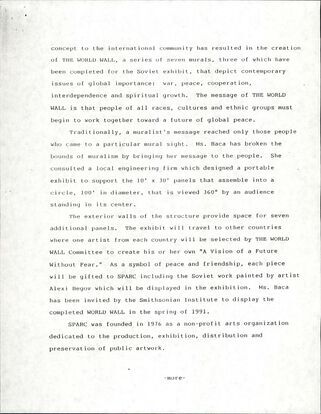 concept to the international community has resulted in the creation
of THE WORLD WALL, a series of seven murals, three of which have
been completed for the Soviet exhibit, that depict contemporary
issues of global importance:  war, peace, cooperation,
interdependence and spiritual growth.  The message of THE WORLD
WALL is that people of all races, cultures and ethnic groups must
begin to work together toward a future of global peace.
Traditionally, a muralist's message reached only those people
who came to a particular mural sight.  Ms. Baca has broken the
bounds of muralism by bringing her message to the people.  She
consulted a local engineering firm which designed a portable
exhibit to support the 10' x 30' panels that assemble into a
circle, 100' in diameter, that is viewed 360° by an audience
standing in its center.
The exterior walls of the structure provide space for seven
additional panels.  The exhibit will travel to other countries
where one artist from each country will be selected by THE WORLD
WALL Committee to create his or her own "A Vision of a Future
Without Fear."  As a symbol of peace and friendship, each piece
will be gifted to SPARC including the Soviet work painted by artist
Alexi Begov which will be displayed in the exhibition.  Ms. Baca
has been invited by the Smithsonian Institute to display the
completed WORLD WALL in the spring of 1991.
SPARC was founded in 1976 as a non-profit arts organization
dedicated to the production, exhibition, distribution and
preservation of public artwork.
-more-